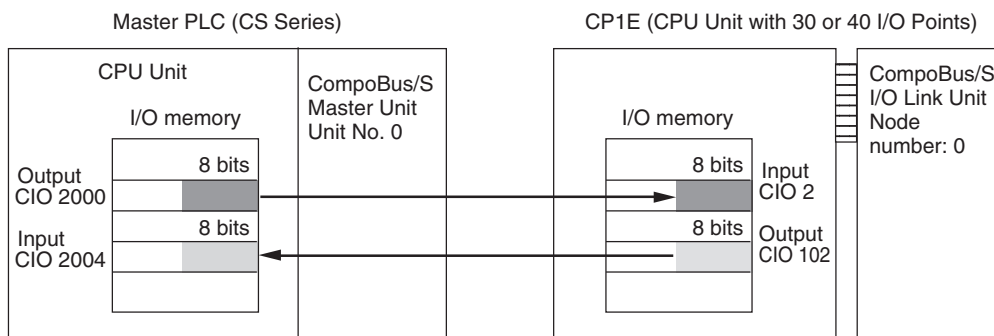 Master PLC (CS Series)
CP1E (CPU Unit with 30 or 40 I/O Points)
CPU Unit
I/O memory
CompoBus/S
Master Unit
Unit No. 0
Output
CIO 2000
8 bits
Input
CIO 2004
8 bits
I/O memory
8 bits
Input
CIO 2
8 bits
Output
CIO 102
CompoBus/S
I/O Link Unit
Node
number: 0